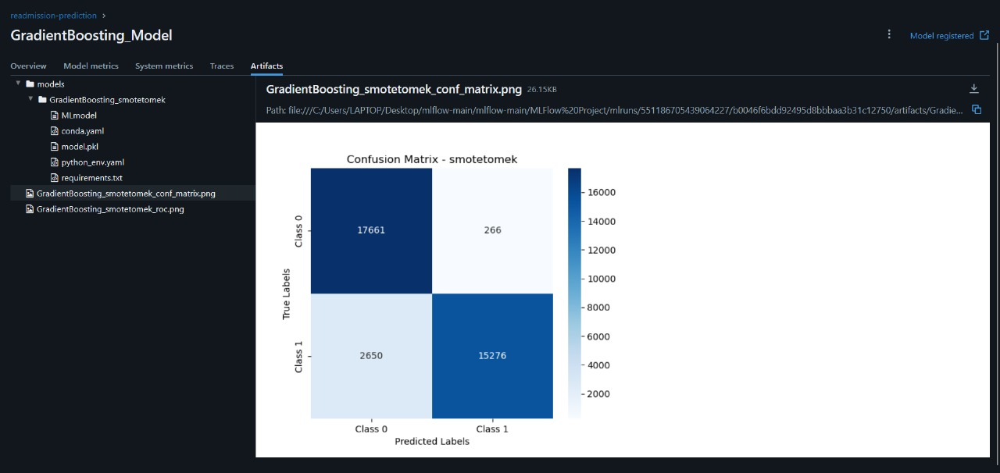 readmission-prediction >
GradientBoosting_Model
Model registered
Overview Model metrics System metrics Traces Artifacts
models
GradientBoosting_smotetomek
MLmodel
conda.yaml
model.pkl
python_env.yaml
requirements.txt
GradientBoosting_smotetomek_conf_matrix.png
GradientBoosting_smotetomek_roc.png
GradientBoosting_smotetomek_conf_matrix.png 26.15KB
Path: file:///C:/Users/LAPTOP/Desktop/mlflow-main/mlflow-main/MLFlow%20Project/mlruns/551186705439064227/b0046f6bdd92495d8bbbaa3b31c12750/artifacts/Gradie...
Confusion Matrix - smotetomek
True Labels
Class 0
17661 266
Class 1
2650 15276
Class 0 Class 1
Predicted Labels
16000
14000
12000
10000
8000
6000
4000
2000